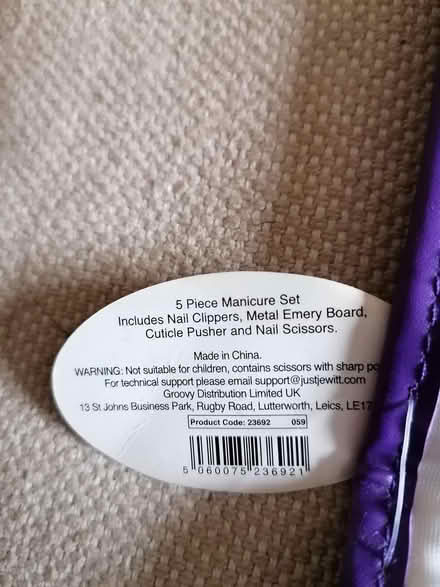 5 Piece Manicure Set
Includes Nail Clippers, Metal Emery Board,
Cuticle Pusher and Nail Scissors.
Made in China.
WARNING: Not suitable for children, contains scissors with sharp
For technical support please email support@justjewitt.com
Groovy Distribution Limited UK
13 St Johns Business Park, Rugby Road, Lutterworth, Leics,
Product Code: 23692 059
5 060075 236921